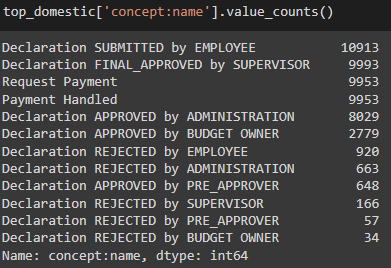 top_domestic['concept:name'].value_counts()
Declaration SUBMITTED by EMPLOYEE 10913
Declaration FINAL_APPROVED by SUPERVISOR 9993
Request Payment 9953
Payment Handled 9953
Declaration APPROVED by ADMINISTRATION 8029
Declaration APPROVED by BUDGET OWNER 2779
Declaration REJECTED by EMPLOYEE 920
Declaration REJECTED by ADMINISTRATION 663
Declaration APPROVED by PRE_APPROVER 648
Declaration REJECTED by SUPERVISOR 166
Declaration REJECTED by PRE_APPROVER 57
Declaration REJECTED by BUDGET OWNER 34
Name: concept:name, dtype: int64